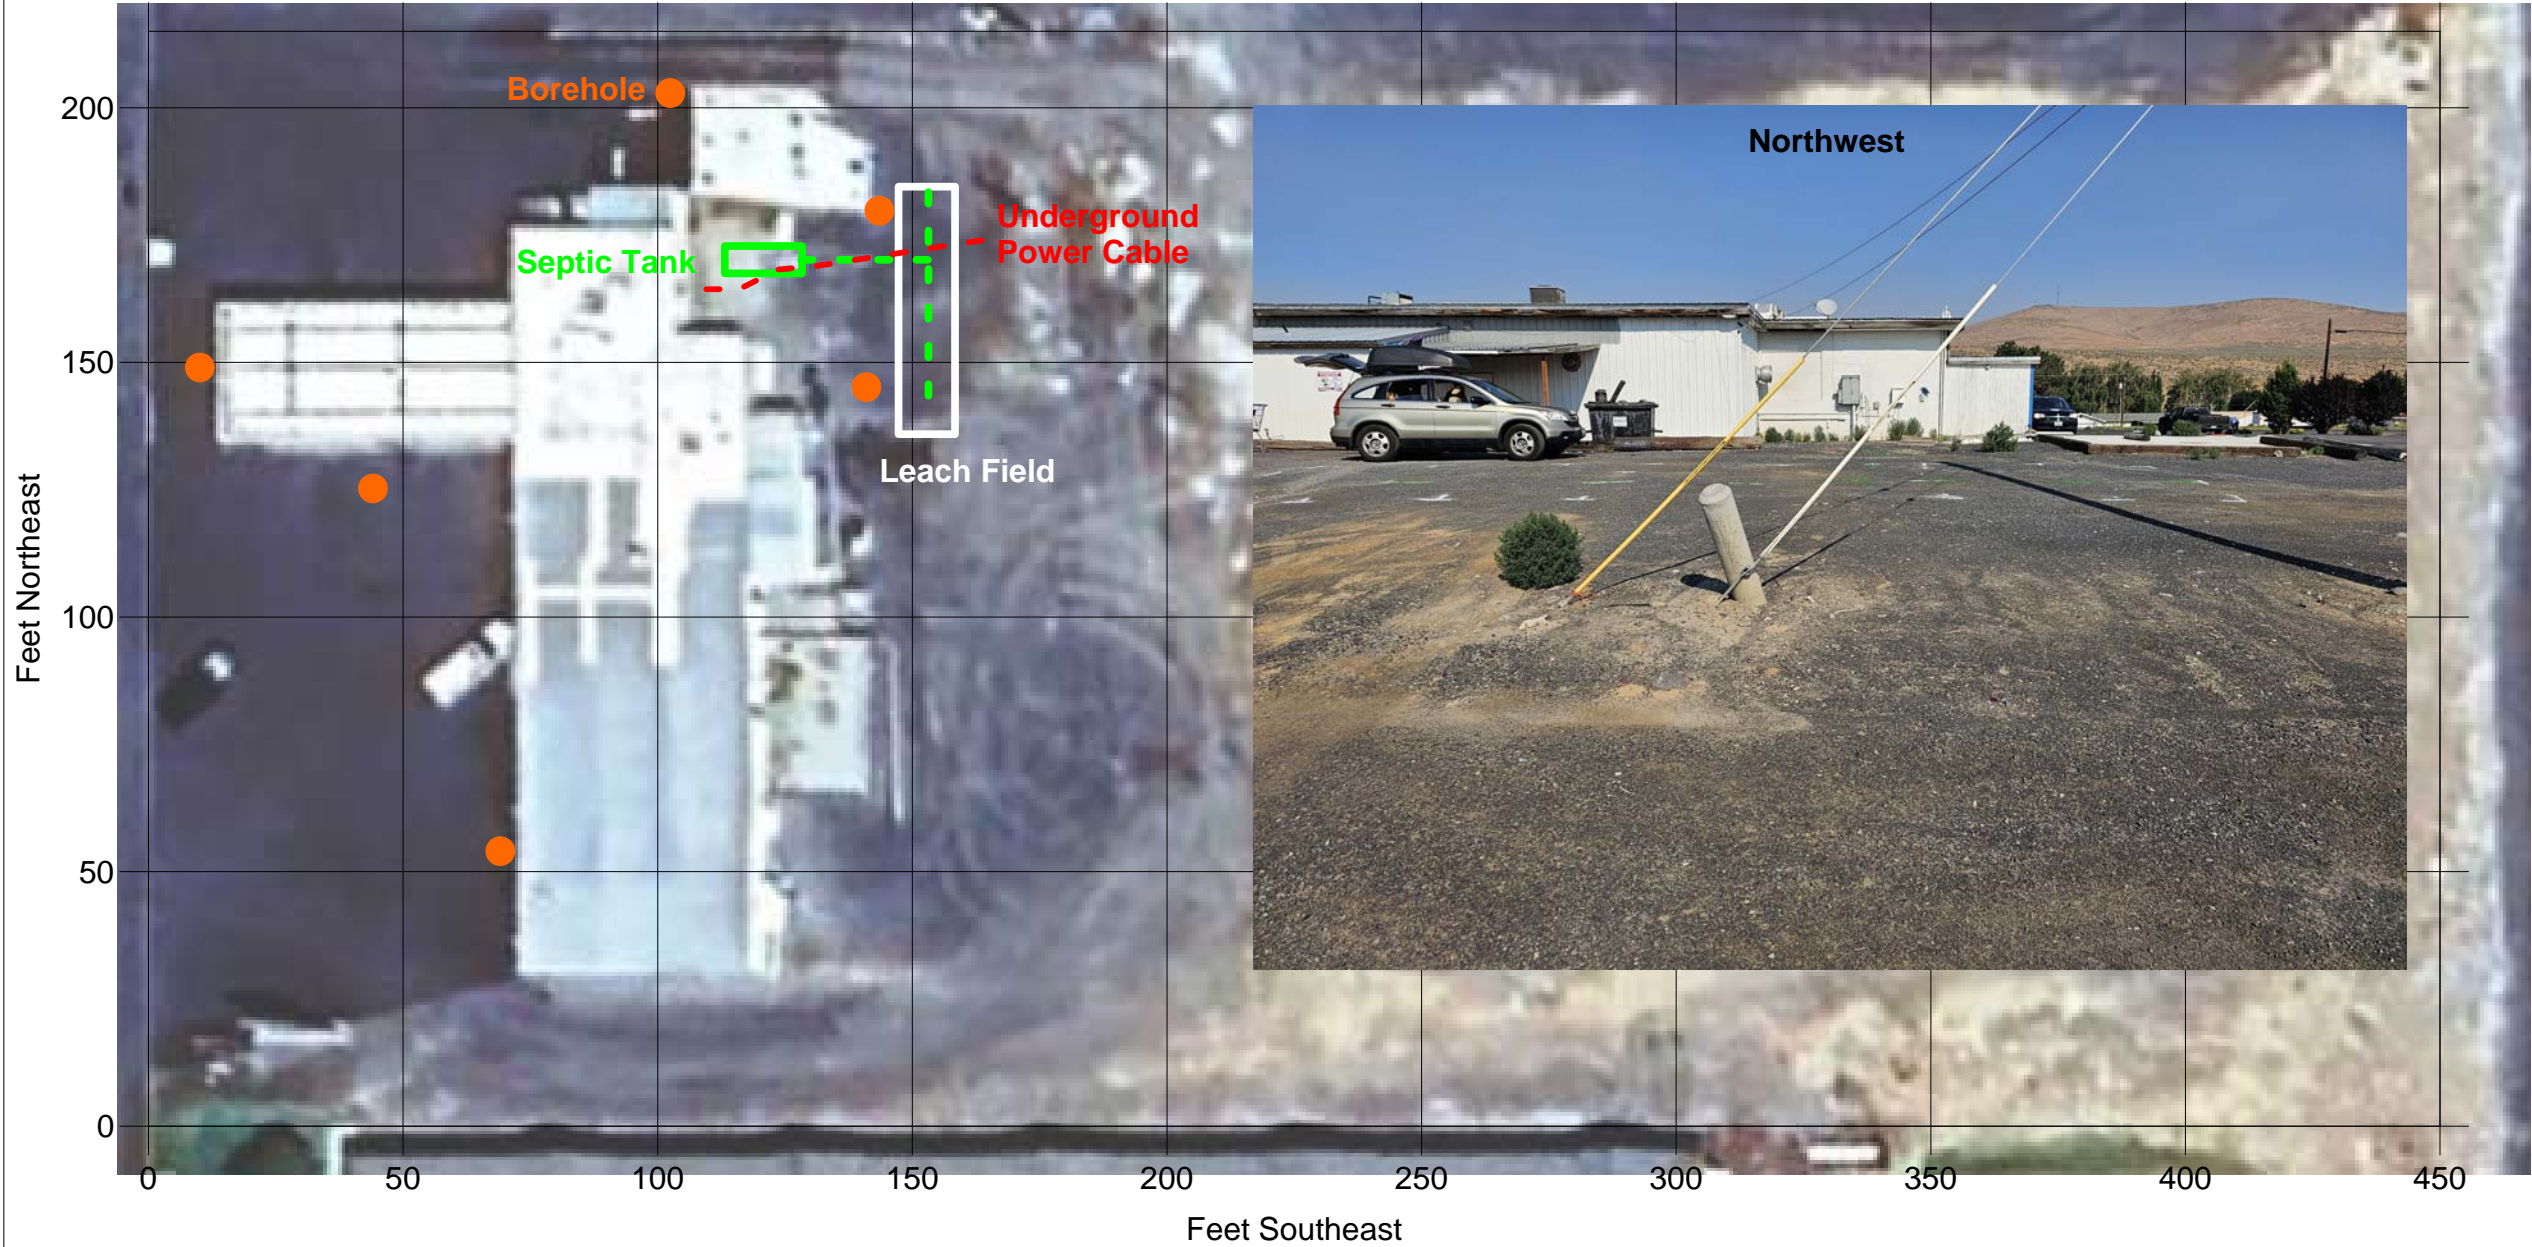 Borehole
200
Northwest
Underground
Power Cable
Septic Tank
150
Leach Field
Feet Northeast
100
50
0
0 50 100 150 200 250 300 350 400 450
Feet Southeast